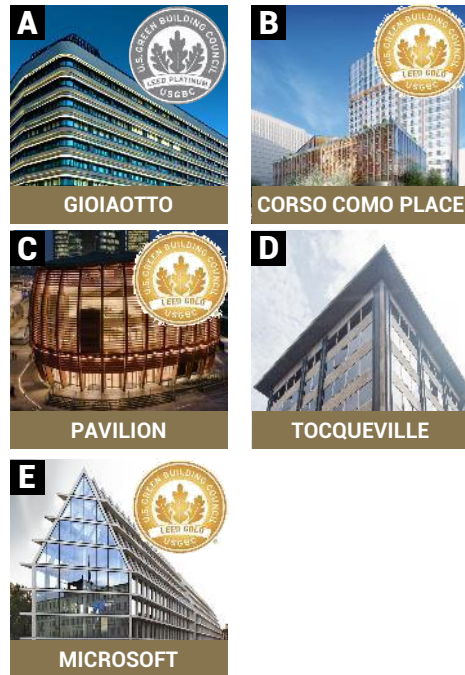 A
U.S. GREEN BUILDING COUNCIL
LEED PLATINUM
USGBC
GIOIAOTTO
B
U.S. GREEN BUILDING COUNCIL
LEED GOLD
USGBC
CORSO COMO PLACE
C
U.S. GREEN BUILDING COUNCIL
LEED GOLD
USGBC
PAVILION
D
TOCQUEVILLE
E
U.S. GREEN BUILDING COUNCIL
LEED GOLD
USGBC
MICROSOFT